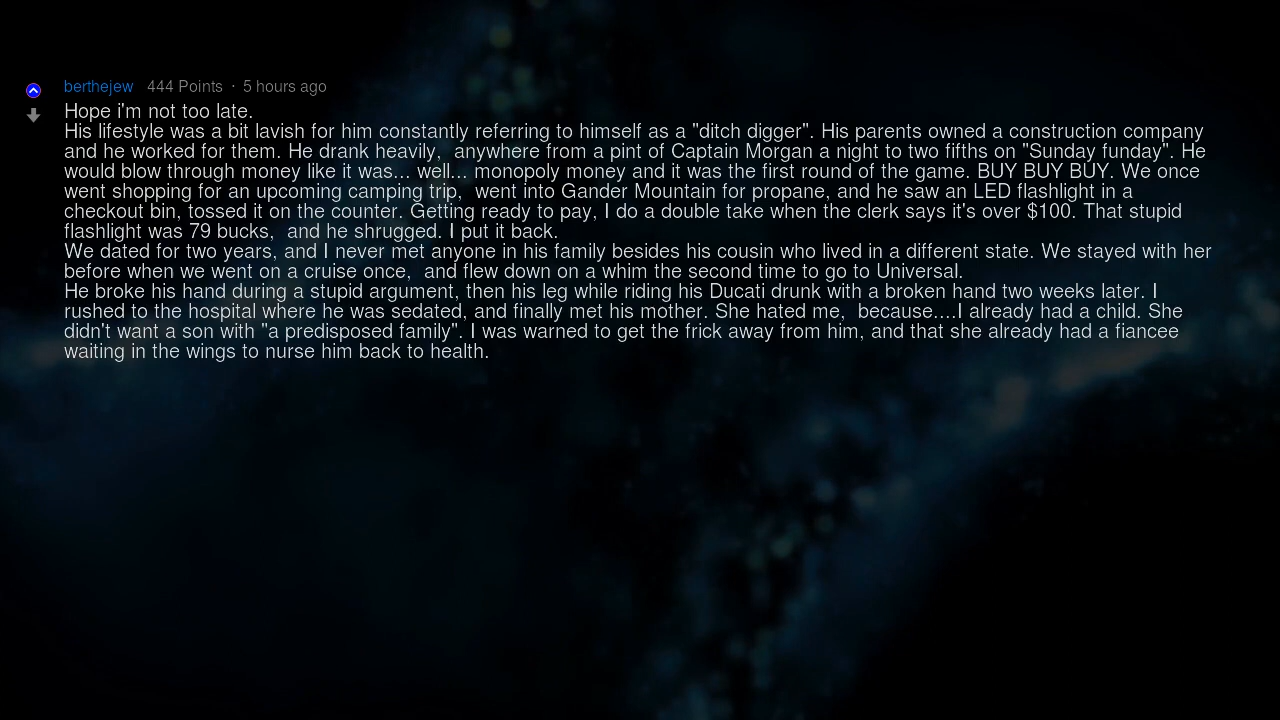 berthejew 444 Points · 5 hours ago
Hope i'm not too late.
His lifestyle was a bit lavish for him constantly referring to himself as a "ditch digger". His parents owned a construction company
and he worked for them. He drank heavily,  anywhere from a pint of Captain Morgan a night to two fifths on "Sunday funday". He
would blow through money like it was... well... monopoly money and it was the first round of the game. BUY BUY BUY. We once
went shopping for an upcoming camping trip,  went into Gander Mountain for propane, and he saw an LED flashlight in a
checkout bin, tossed it on the counter. Getting ready to pay, I do a double take when the clerk says it's over $100. That stupid
flashlight was 79 bucks,  and he shrugged. I put it back.
We dated for two years, and I never met anyone in his family besides his cousin who lived in a different state. We stayed with her
before when we went on a cruise once,  and flew down on a whim the second time to go to Universal.
He broke his hand during a stupid argument, then his leg while riding his Ducati drunk with a broken hand two weeks later. I
rushed to the hospital where he was sedated, and finally met his mother. She hated me,  because....I already had a child. She
didn't want a son with "a predisposed family". I was warned to get the frick away from him, and that she already had a fiancee
waiting in the wings to nurse him back to health.